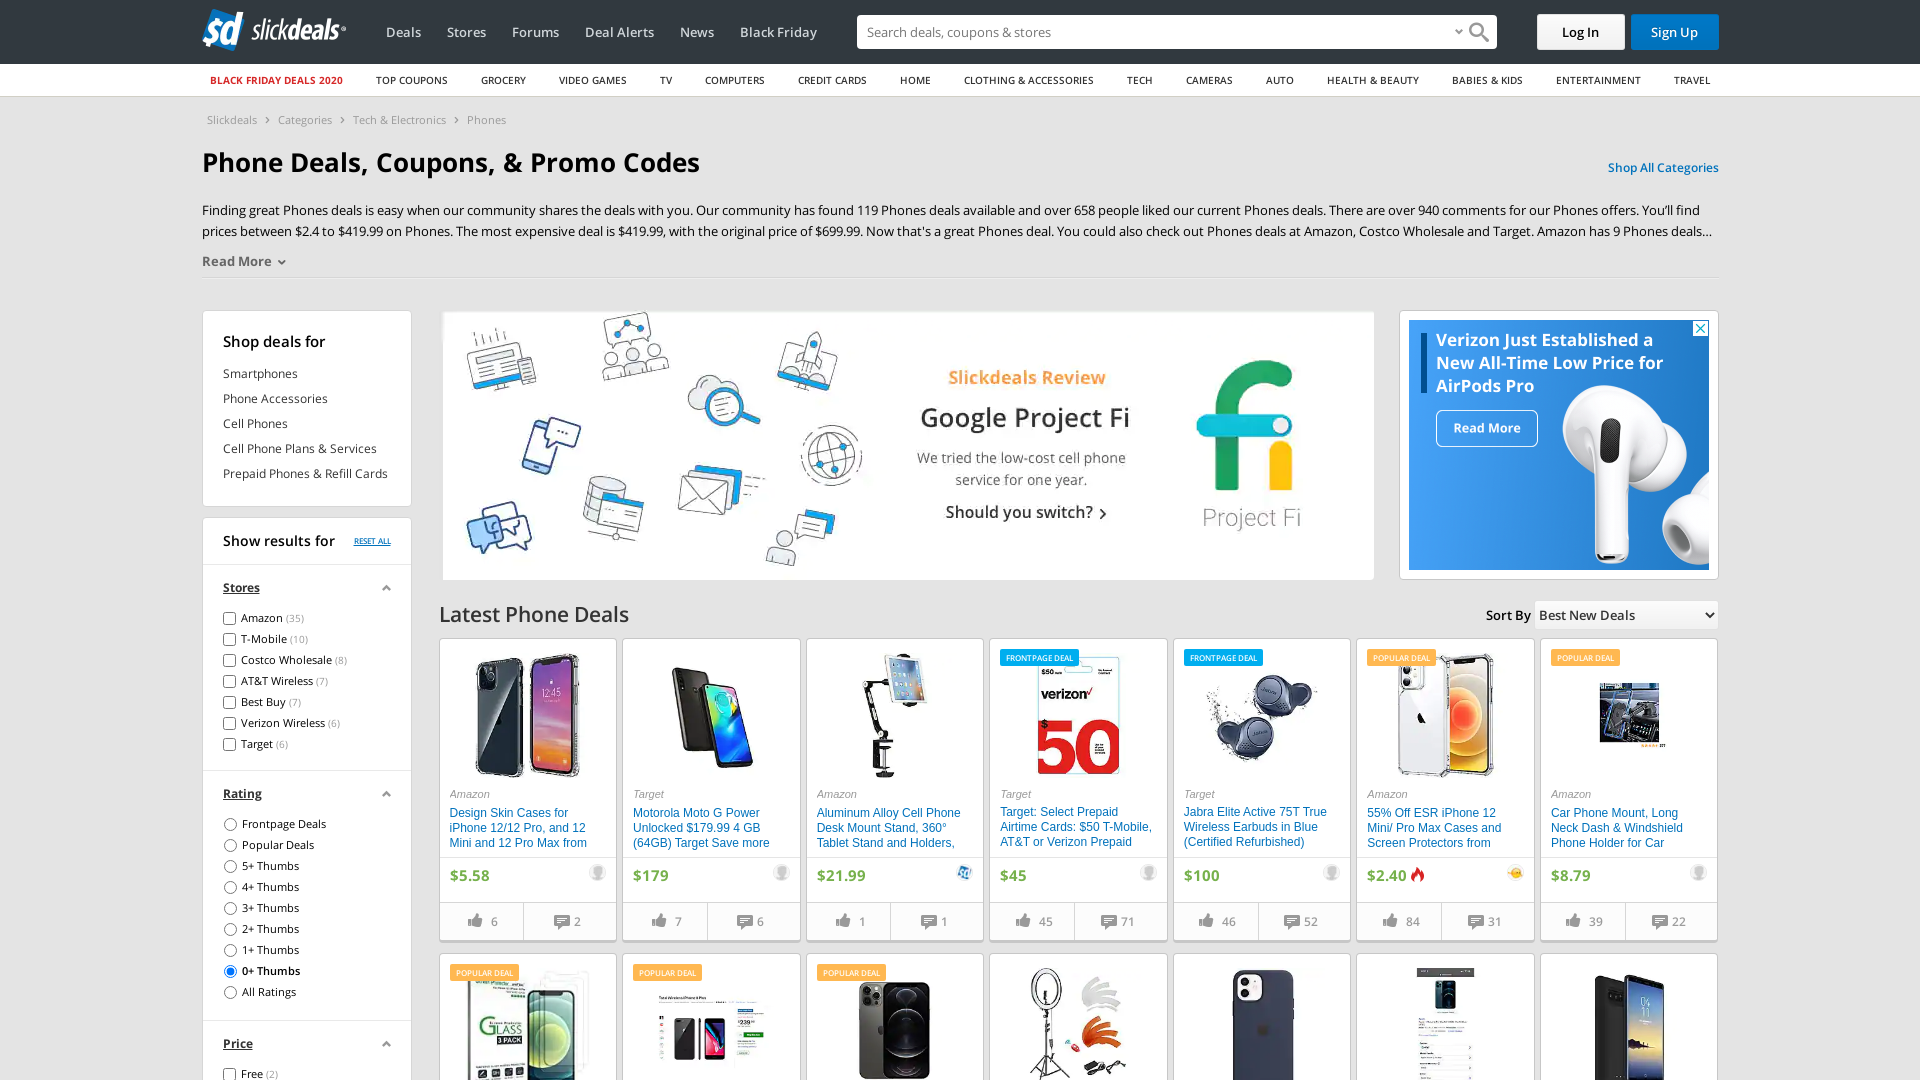 slickdeals
Deals
Stores
Forums
Deal Alerts
News
Black Friday
Search deals, coupons & stores
Log In
Sign Up
BLACK FRIDAY DEALS 2020
TOP COUPONS
GROCERY
VIDEO GAMES
TV
COMPUTERS
CREDIT CARDS
HOME
CLOTHING & ACCESSORIES
TECH
CAMERAS
AUTO
HEALTH & BEAUTY
BABIES & KIDS
ENTERTAINMENT
TRAVEL
Slickdeals > Categories > Tech & Electronics > Phones
Phone Deals, Coupons, & Promo Codes
Shop All Categories
Finding great Phones deals is easy when our community shares the deals with you. Our community has found 119 Phones deals available and over 658 people liked our current Phones deals. There are over 940 comments for our Phones offers. You’ll find
prices between $2.4 to $419.99 on Phones. The most expensive deal is $419.99, with the original price of $699.99. Now that's a great Phones deal. You could also check out Phones deals at Amazon, Costco Wholesale and Target. Amazon has 9 Phones deals…
Read More
Shop deals for
Smartphones
Phone Accessories
Cell Phones
Cell Phone Plans & Services
Prepaid Phones & Refill Cards
Slickdeals Review
Google Project Fi
We tried the low-cost cell phone
service for one year.
Should you switch? >
Project Fi
Verizon Just Established a
New All-Time Low Price for
AirPods Pro
Read More
Show results for
RESET ALL
Stores
Amazon (35)
T-Mobile (10)
Costco Wholesale (8)
AT&T Wireless (7)
Best Buy (7)
Verizon Wireless (6)
Target (6)
Rating
Frontpage Deals
Popular Deals
5+ Thumbs
4+ Thumbs
3+ Thumbs
2+ Thumbs
1+ Thumbs
0+ Thumbs
All Ratings
Price
Free (2)
Latest Phone Deals
Sort By
Best New Deals
12:45
Amazon
Design Skin Cases for
iPhone 12/12 Pro, and 12
Mini and 12 Pro Max from
$5.58
6
2
Target
Motorola Moto G Power
Unlocked $179.99 4 GB
(64GB) Target Save more
$179
7
6
Amazon
Aluminum Alloy Cell Phone
Desk Mount Stand, 360°
Tablet Stand and Holders,
$21.99
1
1
FRONTPAGE DEAL
verizon
$50
Target
Target: Select Prepaid
Airtime Cards: $50 T-Mobile,
AT&T or Verizon Prepaid
$45
45
71
FRONTPAGE DEAL
Target
Jabra Elite Active 75T True
Wireless Earbuds in Blue
(Certified Refurbished)
$100
46
52
POPULAR DEAL
Amazon
55% Off ESR iPhone 12
Mini/ Pro Max Cases and
Screen Protectors from
$2.40
84
31
POPULAR DEAL
Amazon
Car Phone Mount, Long
Neck Dash & Windshield
Phone Holder for Car
$8.79
39
22
POPULAR DEAL
GLASS
3 PACK
POPULAR DEAL
POPULAR DEAL